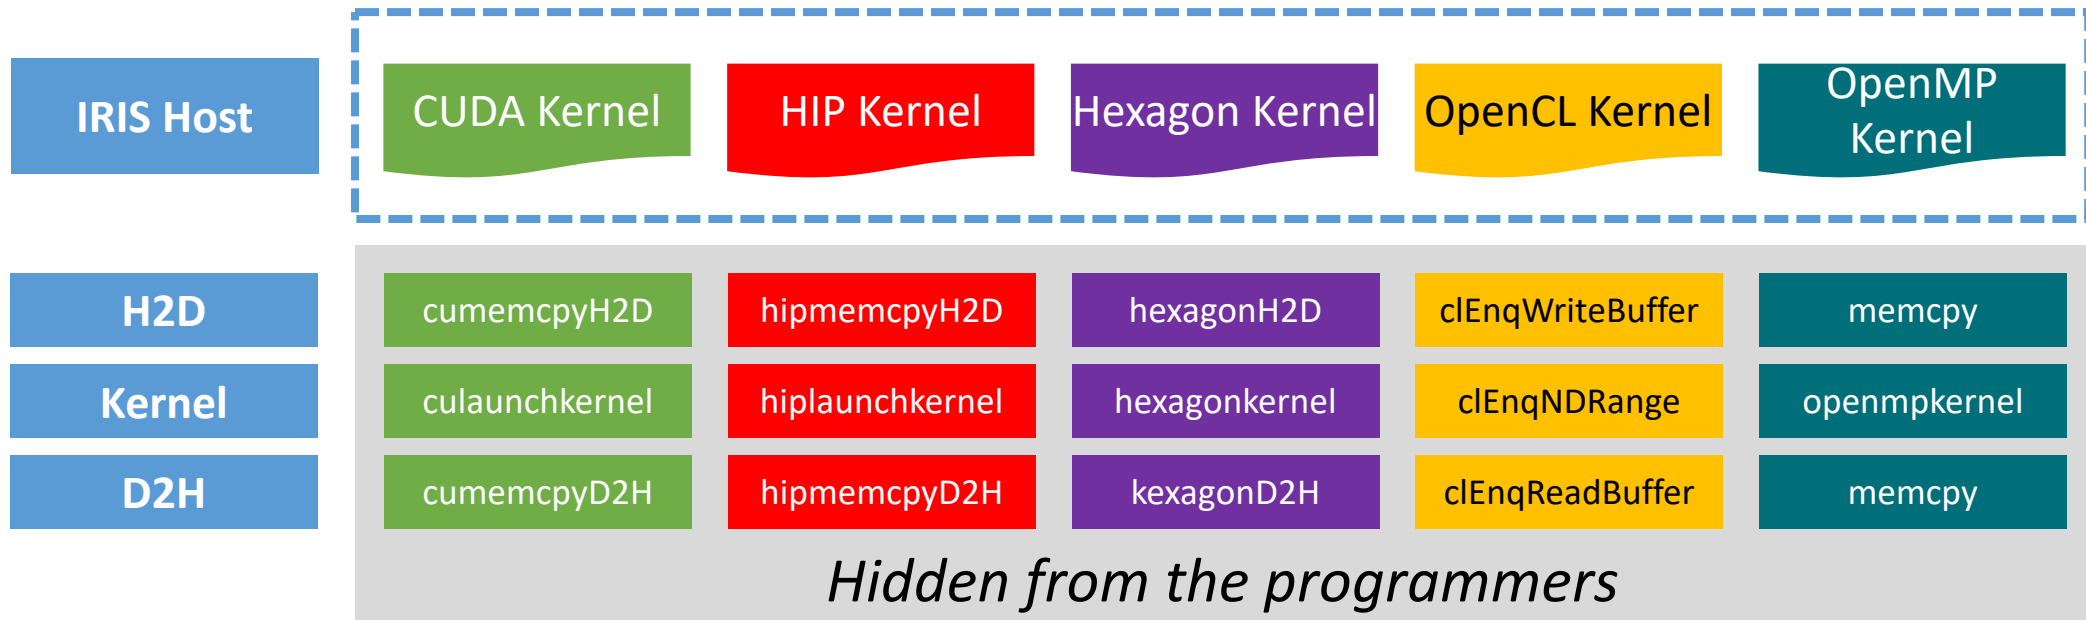 IRIS Host
CUDA Kernel
HIP Kernel
Hexagon Kernel
OpenCL Kernel
OpenMP
Kernel
H2D
cumemcpyH2D
hipmemcpyH2D
hexagonH2D
clEnqWriteBuffer
memcpy
Kernel
culaunchkernel
hiplaunchkernel
hexagonkernel
clEnqNDRange
openmpkernel
D2H
cumemcpyD2H
hipmemcpyD2H
kexagonD2H
clEnqReadBuffer
memcpy
Hidden from the programmers